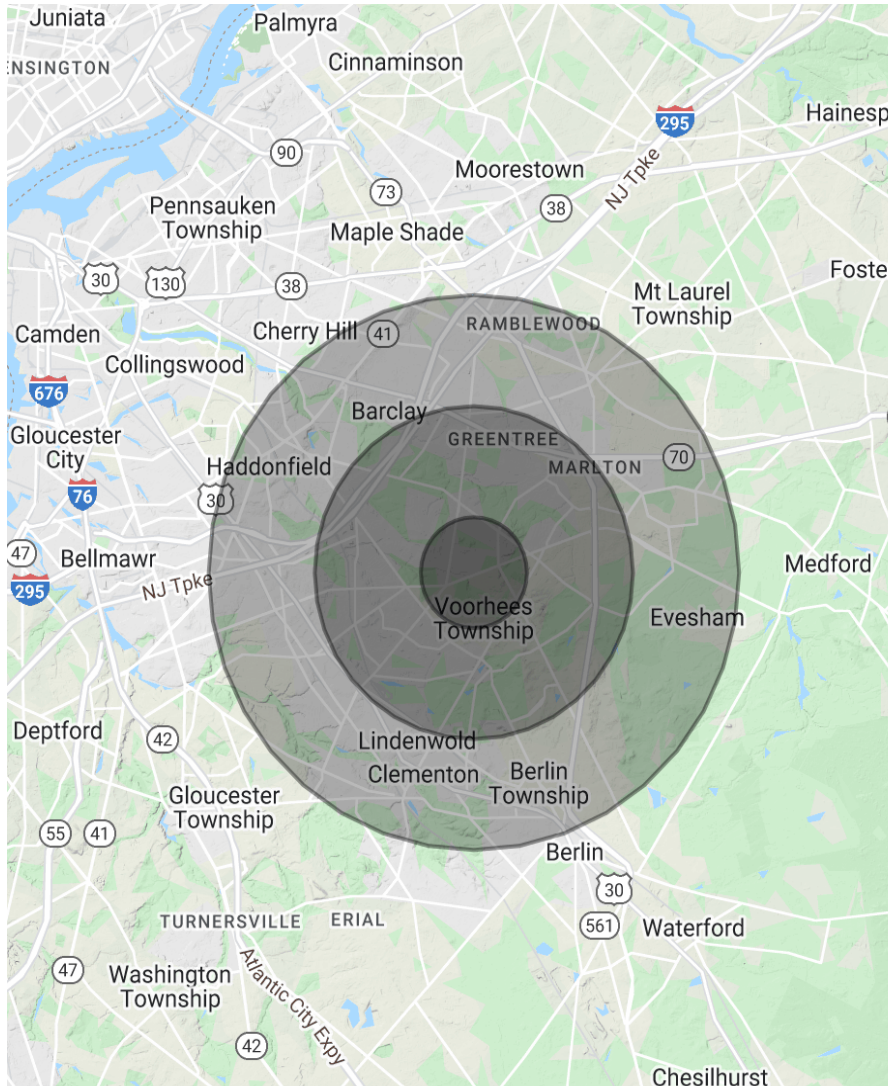 Juniata
Palmyra
ENSINGTON
Cinnaminson
295
Hainesp
90
Moorestown
NJ Tpke
73
38
Pennsauken
Township
Maple Shade
30
130
38
Foste
Mt Laurel
Township
Camden
Cherry Hill
41
RAMBLEWOOD
Collingswood
676
Barclay
Gloucester
City
GREENTREE
70
Haddonfield
MARLTON
76
30
47
Bellmawr
Medford
295
NJ Tpke
Voorhees
Township
Evesham
Deptford
42
Lindenwold
Clementon
Berlin
Township
Gloucester
Township
55
41
Berlin
30
TURNERSVILLE
ERIAL
561
Waterford
47
Washington
Township
Atlantic City Expy
42
Chesilhurst